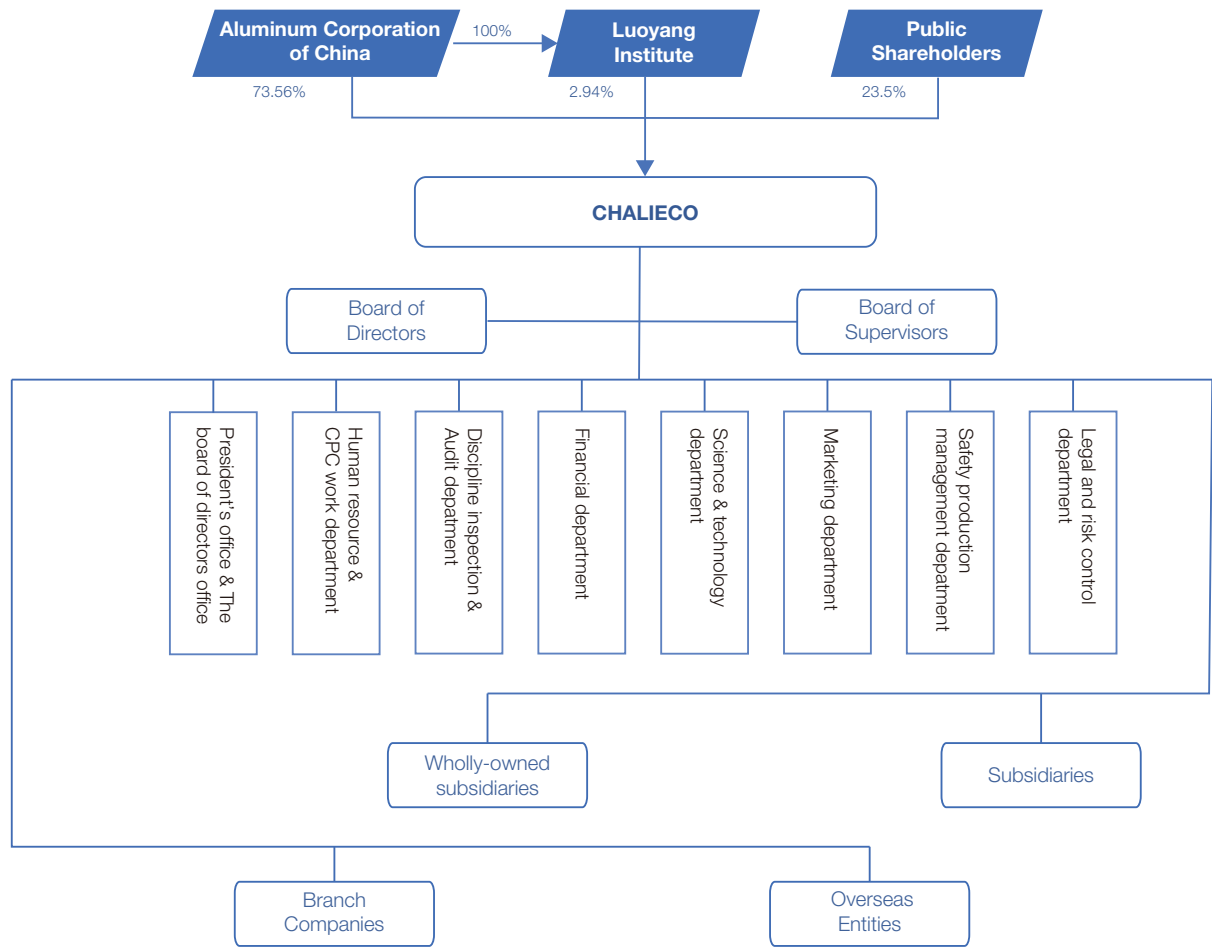 Aluminum Corporation
of China
100%
Luoyang
Institute
Public
Shareholders
73.56%
2.94%
23.5%
CHALIECO
Board of
Directors
Board of
Supervisors
President's office & The
board of directors office
Human resource &
CPC work department
Discipline inspection &
Audit depatment
Financial department
Science & technology
department
Marketing department
Safety production
management depatment
Legal and risk control
department
Wholly-owned
subsidiaries
Subsidiaries
Branch
Companies
Overseas
Entities